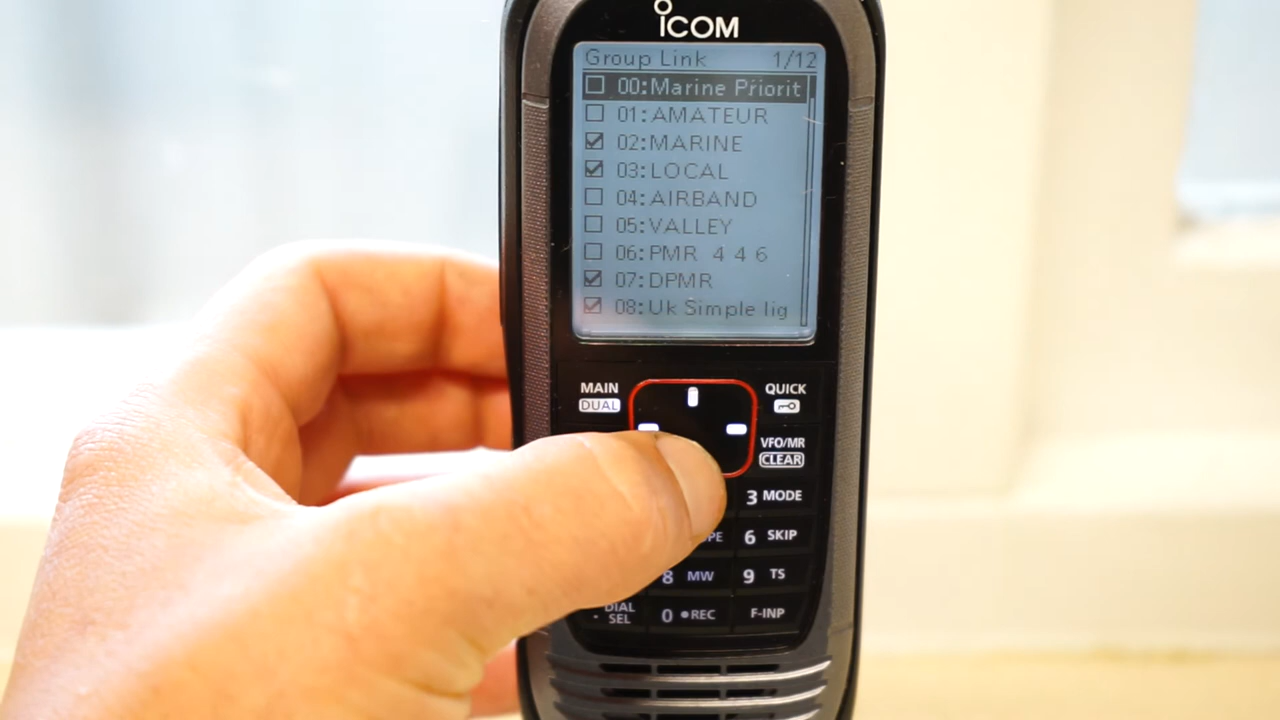 ICOM
Group Link 1/12
00:Marine Priorit
01:AMATEUR
02:MARINE
03:LOCAL
04:AIRBAND
05:VALLEY
06:PMR 4 4 6
07:DPMR
08:Uk Simple lig
MAIN
DUAL
QUICK
VFO/MR
CLEAR
3 MODE
6 SKIP
8 MW
9 TS
DIAL
SEL
0 •REC
F-INP